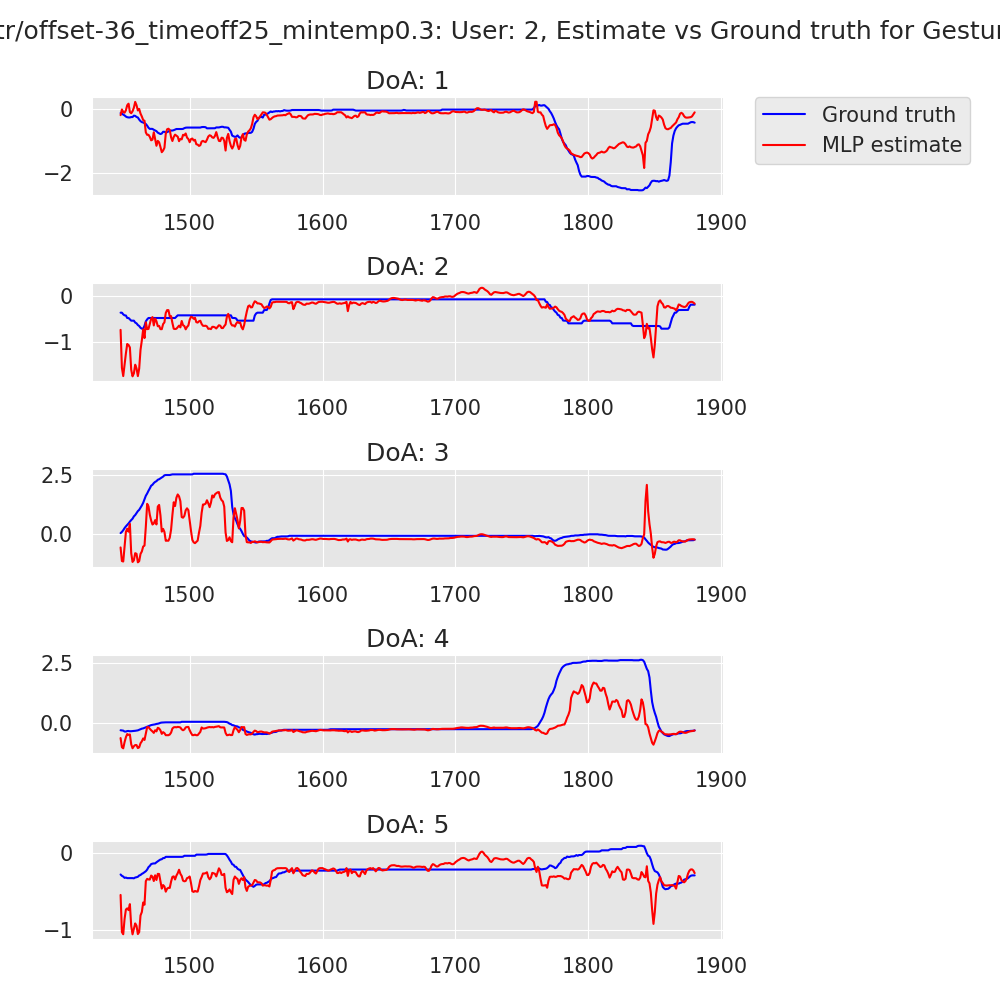 tr/offset-36_timeoff25_mintemp0.3: User: 2, Estimate vs Ground truth for Gestur
DoA: 1
0
−2
1500 1600 1700 1800 1900
Ground truth
MLP estimate
DoA: 2
0
−1
1500 1600 1700 1800 1900
DoA: 3
2.5
0.0
1500 1600 1700 1800 1900
DoA: 4
2.5
0.0
1500 1600 1700 1800 1900
DoA: 5
0
−1
1500 1600 1700 1800 1900